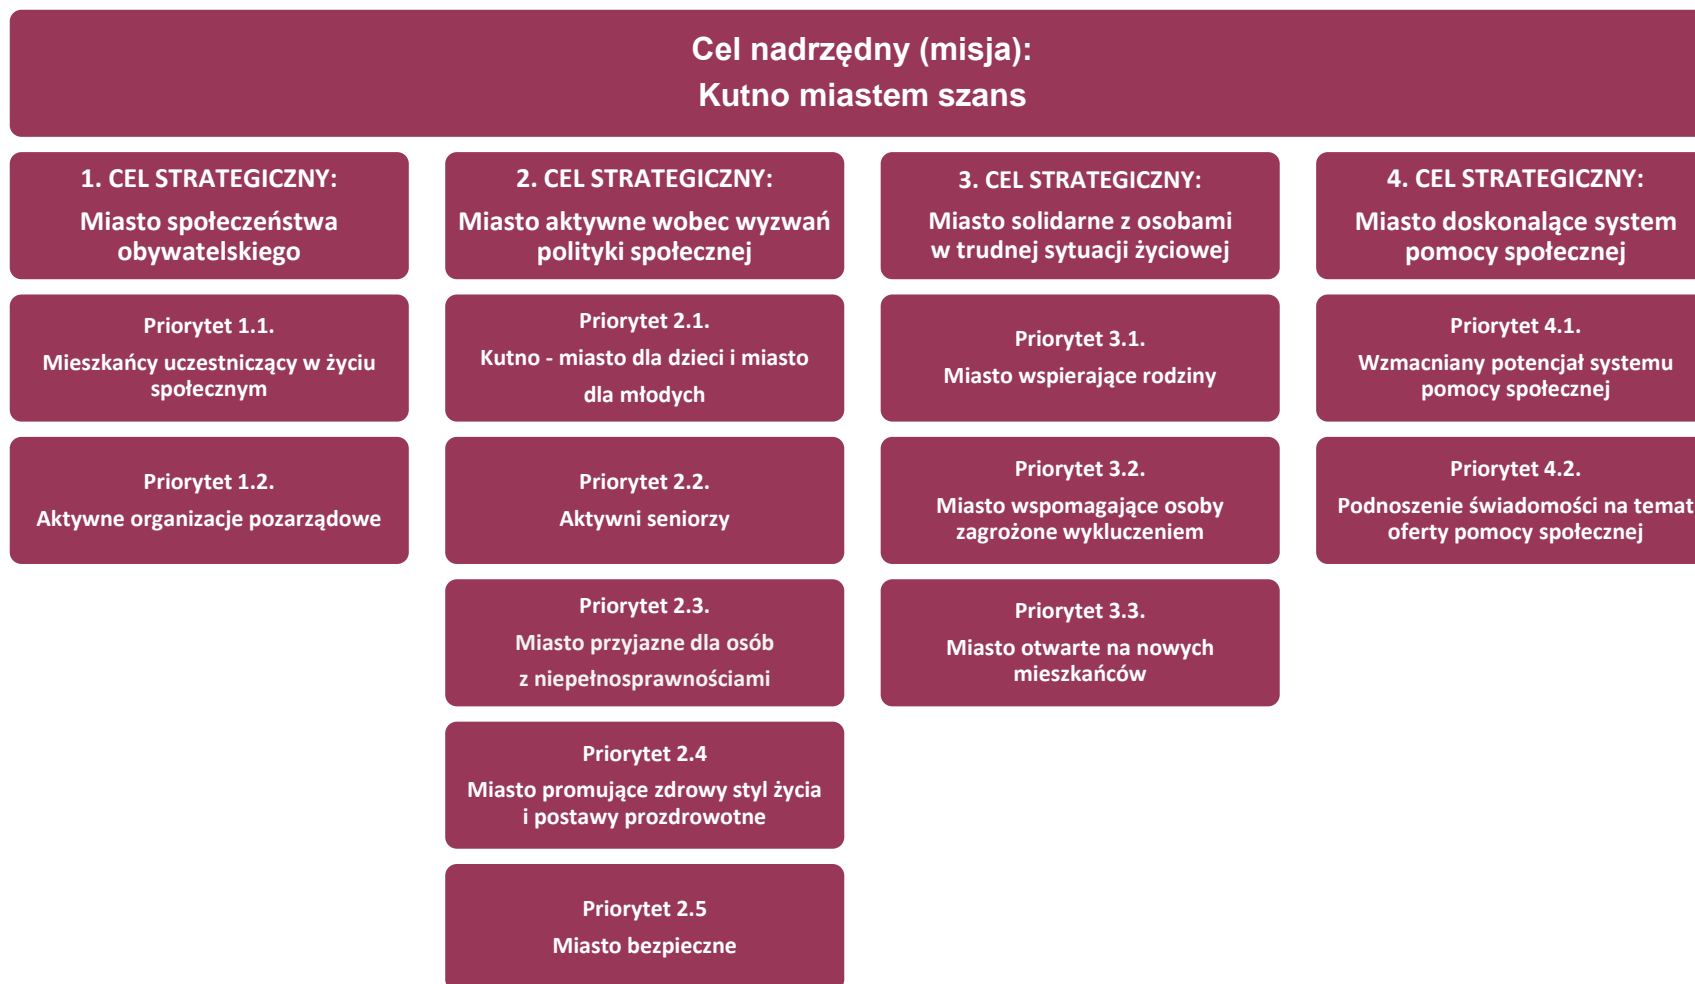 Cel nadrzędny (misja):
Kutno miastem szans
1. CEL STRATEGICZNY:
Miasto społeczeństwa
obywatelskiego
Priorytet 1.1.
Mieszkańcy uczestniczący w życiu
społecznym
Priorytet 1.2.
Aktywne organizacje pozarządowe
2. CEL STRATEGICZNY:
Miasto aktywne wobec wyzwań
polityki społecznej
Priorytet 2.1.
Kutno - miasto dla dzieci i miasto
dla młodych
Priorytet 2.2.
Aktywni seniorzy
Priorytet 2.3.
Miasto przyjazne dla osób
z niepełnosprawnościami
Priorytet 2.4
Miasto promujące zdrowy styl życia
i postawy prozdrowotne
Priorytet 2.5
Miasto bezpieczne
3. CEL STRATEGICZNY:
Miasto solidarne z osobami
w trudnej sytuacji życiowej
Priorytet 3.1.
Miasto wspierające rodziny
Priorytet 3.2.
Miasto wspomagające osoby
zagrożone wykluczeniem
Priorytet 3.3.
Miasto otwarte na nowych
mieszkańców
4. CEL STRATEGICZNY:
Miasto doskonalące system
pomocy społecznej
Priorytet 4.1.
Wzmacniany potencjał systemu
pomocy społecznej
Priorytet 4.2.
Podnoszenie świadomości na temat
oferty pomocy społecznej